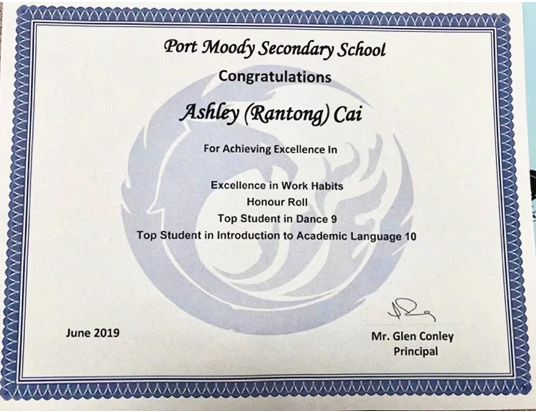 Port Moody Secondary School
Congratulations
Ashley (Rantong) Cai
For Achieving Excellence In
Excellence in Work Habits
Honour Roll
Top Student in Dance 9
Top Student in Introduction to Academic Language 10
June 2019
Mr. Glen Conley
Principal